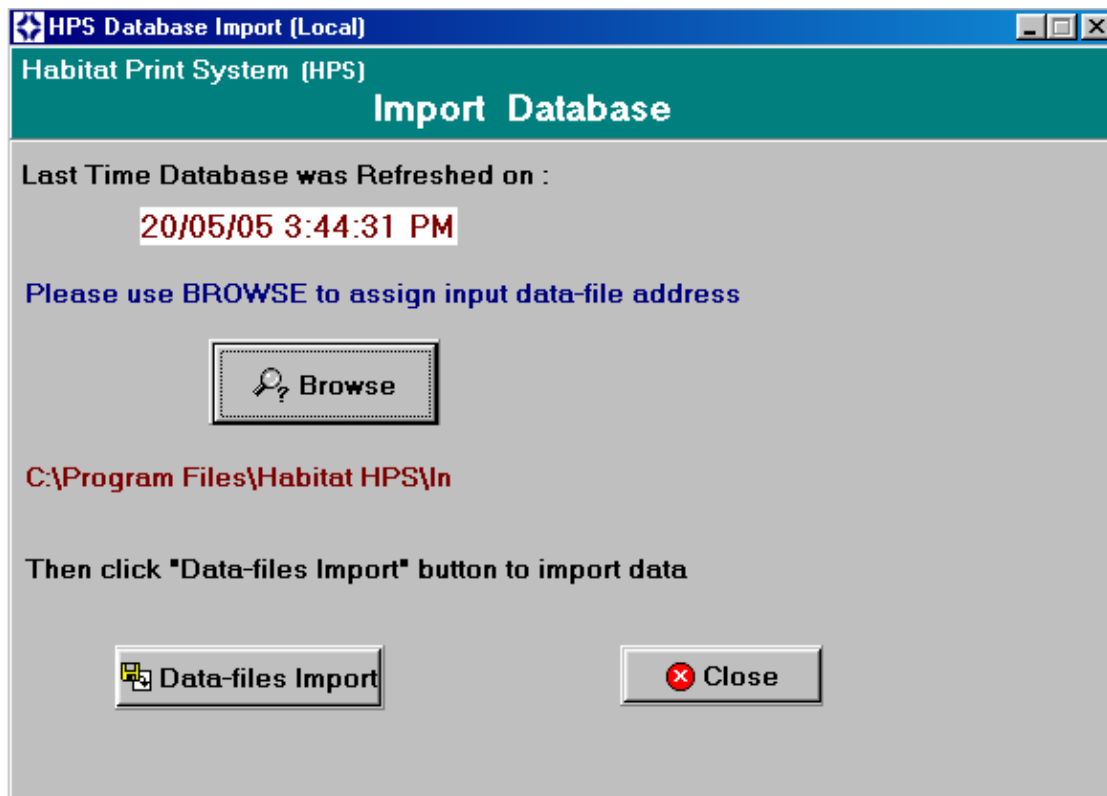 HPS Database Import (Local)
Habitat Print System (HPS)
Import Database
Last Time Database was Refreshed on :
20/05/05 3:44:31 PM
Please use BROWSE to assign input data-file address
Browse
C:\Program Files\Habitat HPS\In
Then click "Data-files Import" button to import data
Data-files Import
Close